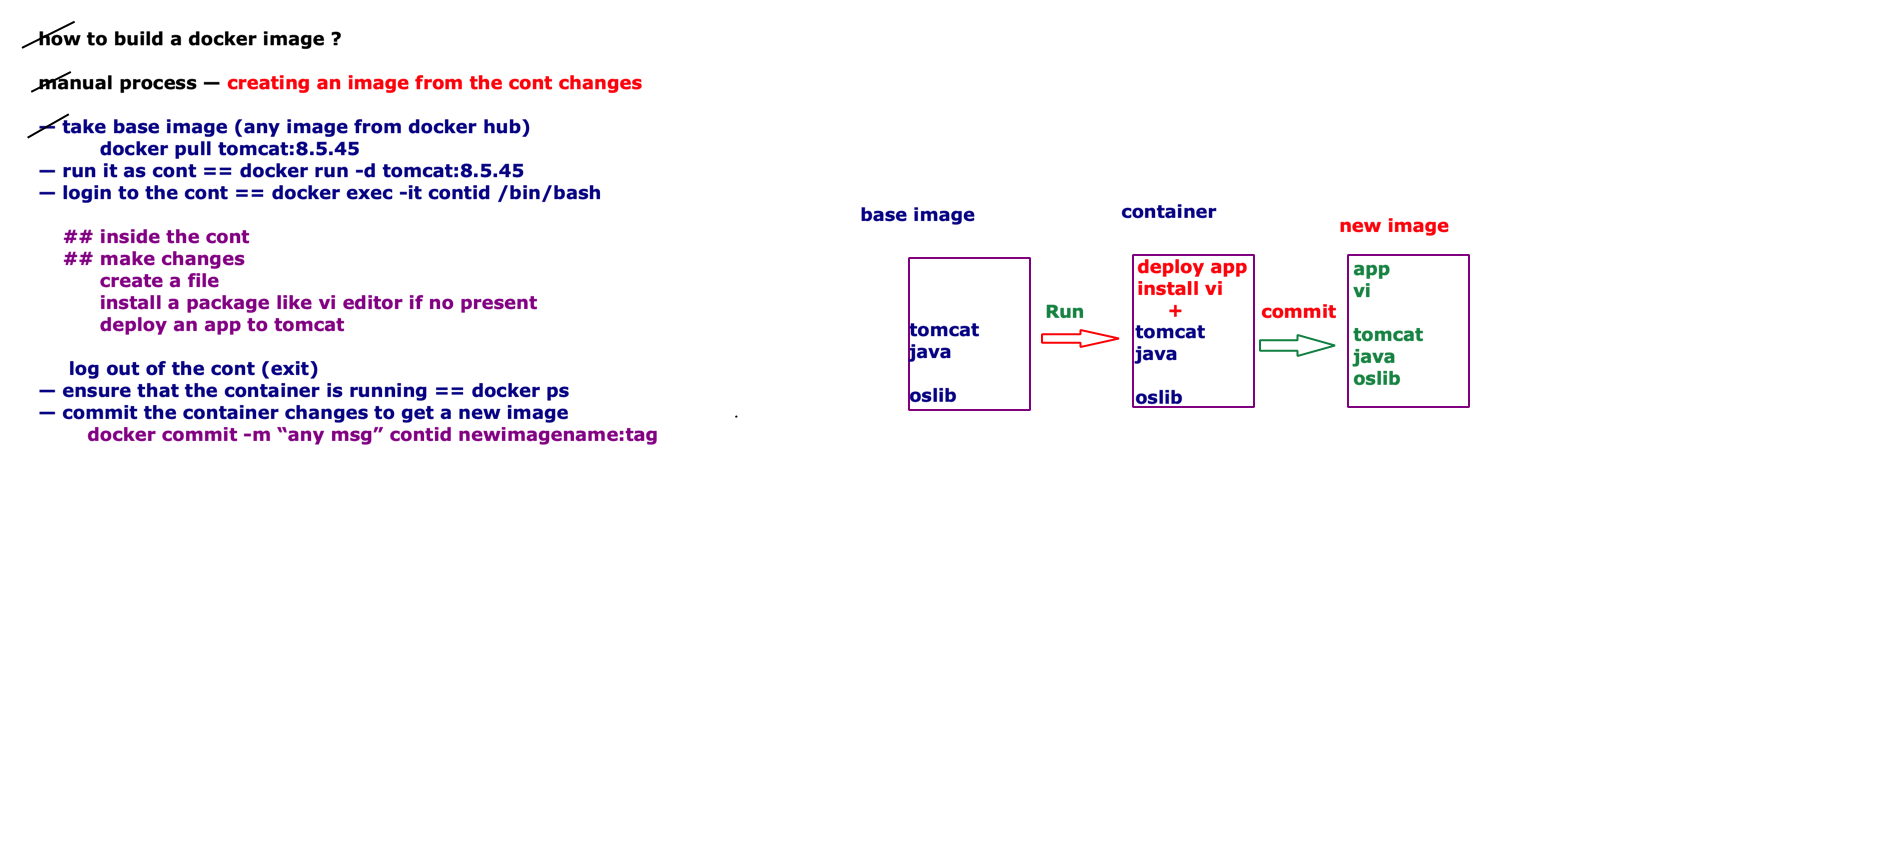 how to build a docker image ?
manual process — creating an image from the cont changes
— take base image (any image from docker hub)
docker pull tomcat:8.5.45
— run it as cont == docker run -d tomcat:8.5.45
— login to the cont == docker exec -it contid /bin/bash
## inside the cont
## make changes
create a file
install a package like vi editor if no present
deploy an app to tomcat
log out of the cont (exit)
— ensure that the container is running == docker ps
— commit the container changes to get a new image
docker commit -m “any msg” contid newimagename:tag
base image
tomcat
java
oslib
Run
container
deploy app
install vi
+
tomcat
java
oslib
commit
new image
app
vi
tomcat
java
oslib